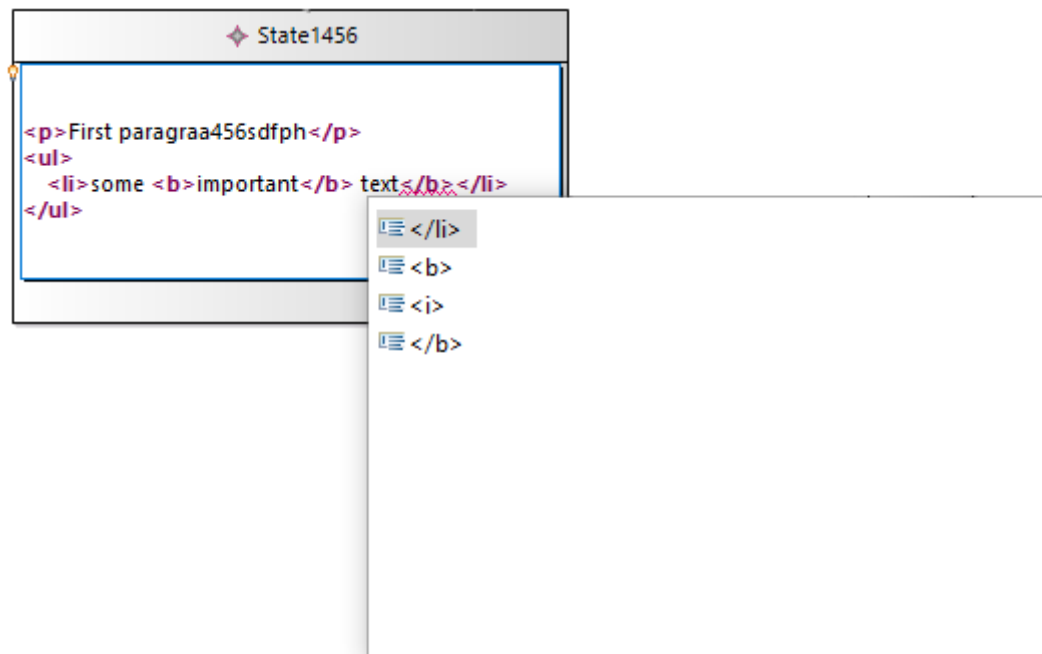 State1456
<p>First paragraa456sdfph</p>
<ul>
<li>some <b>important</b> text</b></li>
</ul>
</li>
<b>
<i>
</b>